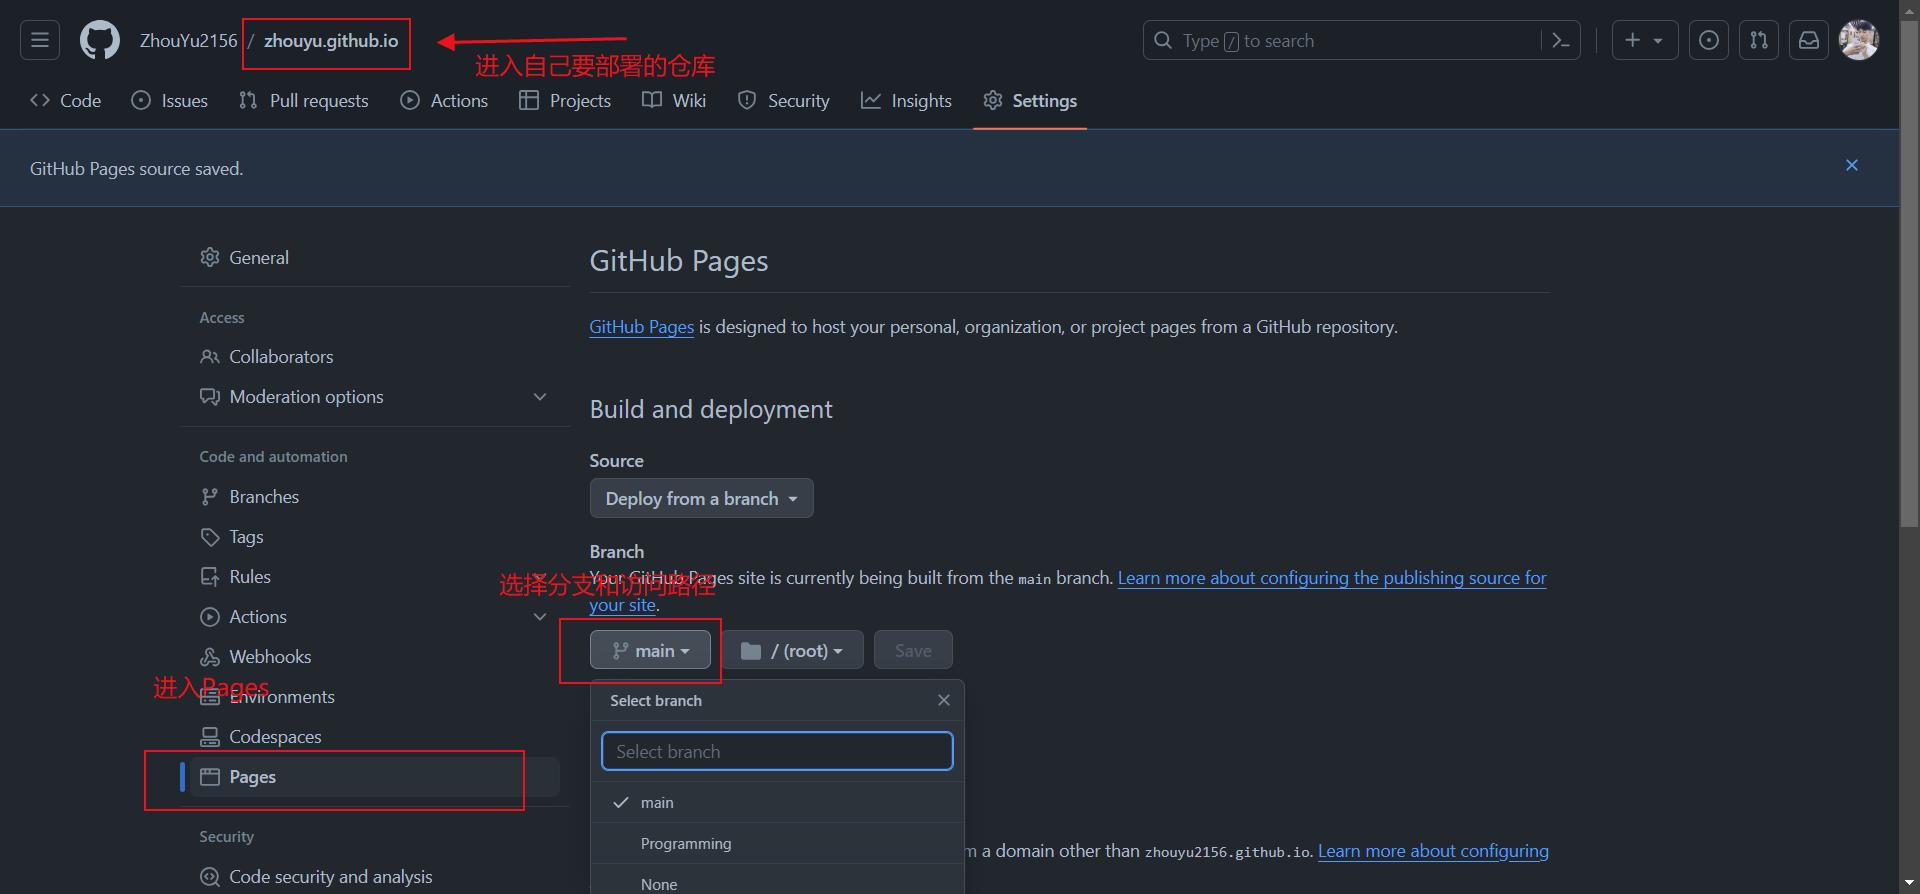 ZhouYu2156 / zhouyu.github.io
Type / to search
进入自己要部署的仓库
Code Issues Pull requests Actions Projects Wiki Security Insights Settings
GitHub Pages source saved.
General
Access
Collaborators
Moderation options
Code and automation
Branches
Tags
Rules
Actions
Webhooks
进入Pages
Environments
Codespaces
Pages
Security
Code security and analysis
GitHub Pages
GitHub Pages is designed to host your personal, organization, or project pages from a GitHub repository.
Build and deployment
Source
Deploy from a branch
Branch
选择分支和访问路径
Your GitHub Pages site is currently being built from the main branch. Learn more about configuring the publishing source for
your site.
main / (root) Save
Select branch
Select branch
main
Programming
None
m a domain other than zhouyu2156.github.io. Learn more about configuring